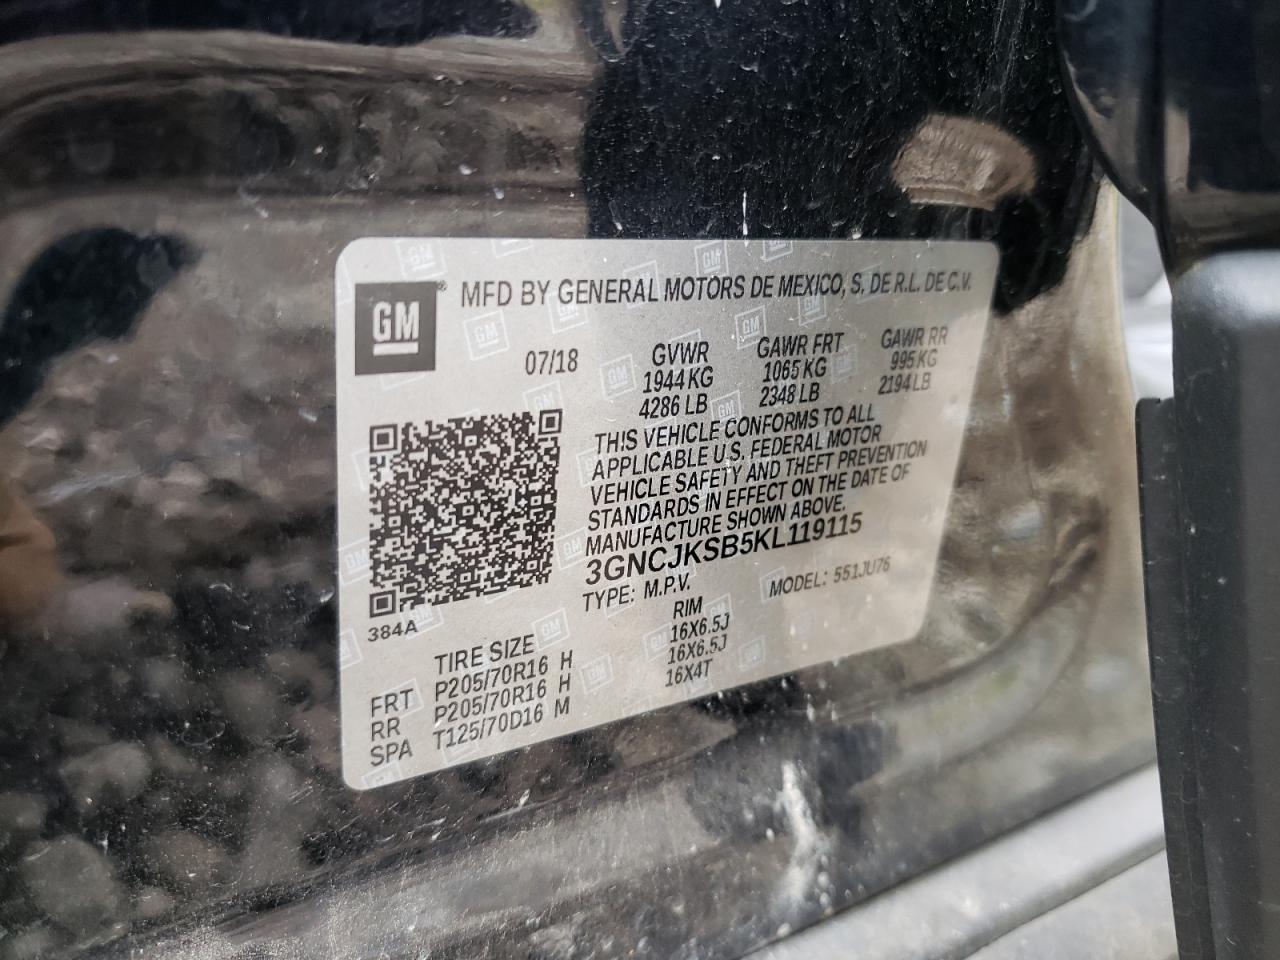 GM® MFD BY GENERAL MOTORS DE MEXICO, S. DE R.L. DE C.V.
07/18 GVWR GAWR FRT GAWR RR
1944 KG 1065 KG 995 KG
4286 LB 2348 LB 2194 LB
THIS VEHICLE CONFORMS TO ALL
APPLICABLE U.S. FEDERAL MOTOR
VEHICLE SAFETY AND THEFT PREVENTION
STANDARDS IN EFFECT ON THE DATE OF
MANUFACTURE SHOWN ABOVE.
3GNCJKSB5KL119115
TYPE: M.P.V. MODEL: 551JU76
384A
TIRE SIZE RIM
FRT P205/70R16 H 16X6.5J
RR P205/70R16 H 16X6.5J
SPA T125/70D16 M 16X4T